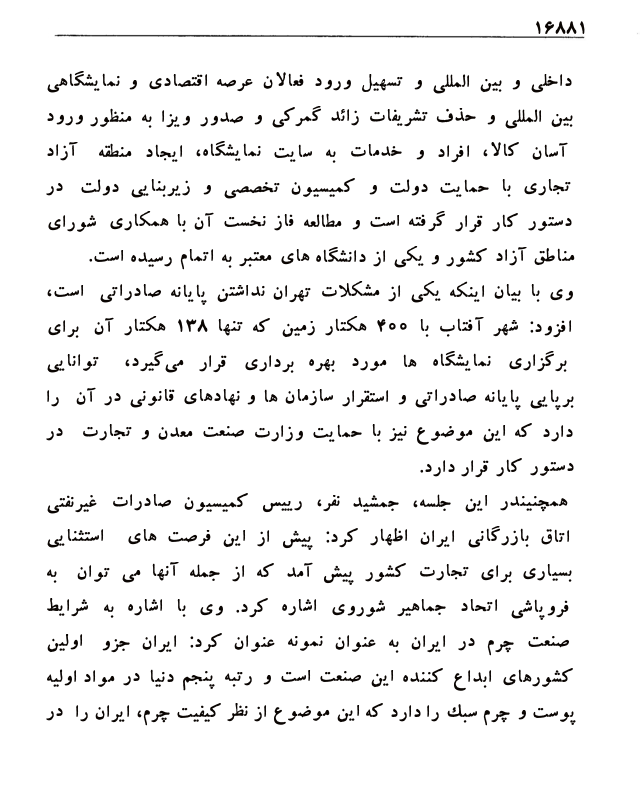 ۱۶۸۸۱
داخلی و بین المللی و تسهیل ورود فعالان عرصه اقتصادی و نمایشگاهی
بین المللی و حذف تشریفات زائد گمرکی و صدور ویزا به منظور ورود
آسان کالا، افراد و خدمات به سایت نمایشگاه، ایجاد منطقه آزاد
تجاری با حمایت دولت و کمیسیون تخصصی و زیربنایی دولت در
دستور کار قرار گرفته است و مطالعه فاز نخست آن با همکاری شورای
مناطق آزاد کشور و یکی از دانشگاه های معتبر به اتمام رسیده است.
وی با بیان اینکه یکی از مشکلات تهران نداشتن پایانه صادراتی است،
افزود: شهر آفتاب با ۴۰۰ هکتار زمین که تنها ۱۳۸ هکتار آن برای
برگزاری نمایشگاه ها مورد بهره برداری قرار می‌گیرد، توانایی
برپایی پایانه صادراتی و استقرار سازمان ها و نهادهای قانونی در آن را
دارد که این موضوع نیز با حمایت وزارت صنعت معدن و تجارت در
دستور کار قرار دارد.
همچنیندر این جلسه، جمشید نفر، رییس کمیسیون صادرات غیرنفتی
اتاق بازرگانی ایران اظهار کرد: پیش از این فرصت های استثنایی
بسیاری برای تجارت کشور پیش آمد که از جمله آنها می توان به
فروپاشی اتحاد جماهیر شوروی اشاره کرد. وی با اشاره به شرایط
صنعت چرم در ایران به عنوان نمونه عنوان کرد: ایران جزو اولین
کشورهای ابداع کننده این صنعت است و رتبه پنجم دنیا در مواد اولیه
پوست و چرم سبك را دارد که این موضوع از نظر کیفیت چرم، ایران را در